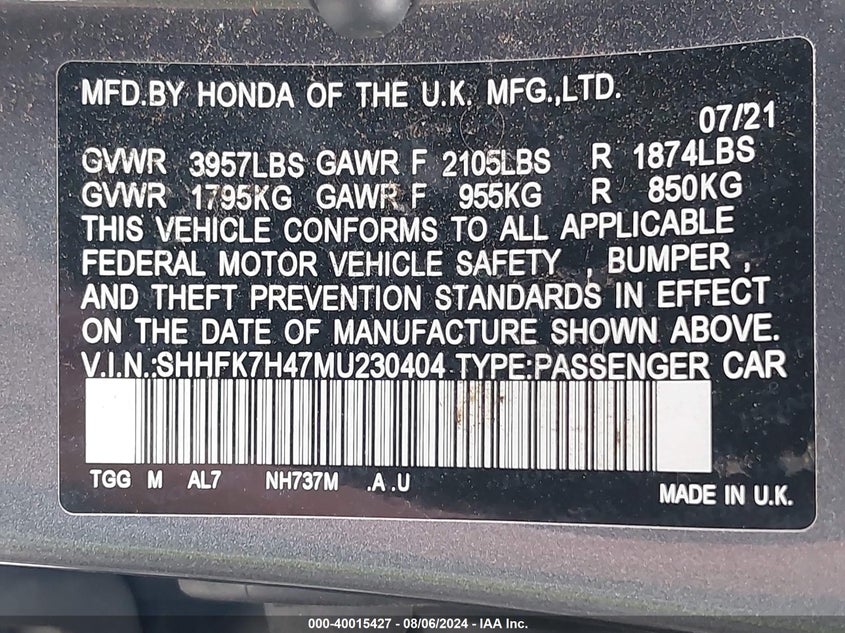 MFD.BY HONDA OF THE U.K. MFG.,LTD.
07/21
GVWR 3957LBS GAWR F 2105LBS R 1874LBS
GVWR 1795KG GAWR F 955KG R 850KG
THIS VEHICLE CONFORMS TO ALL APPLICABLE
FEDERAL MOTOR VEHICLE SAFETY , BUMPER ,
AND THEFT PREVENTION STANDARDS IN EFFECT
ON THE DATE OF MANUFACTURE SHOWN ABOVE.
V.I.N.:SHHFK7H47MU230404 TYPE:PASSENGER CAR
TGG M AL7 NH737M .A .U
MADE IN U.K.
000-40015427 - 08/06/2024 - IAA Inc.